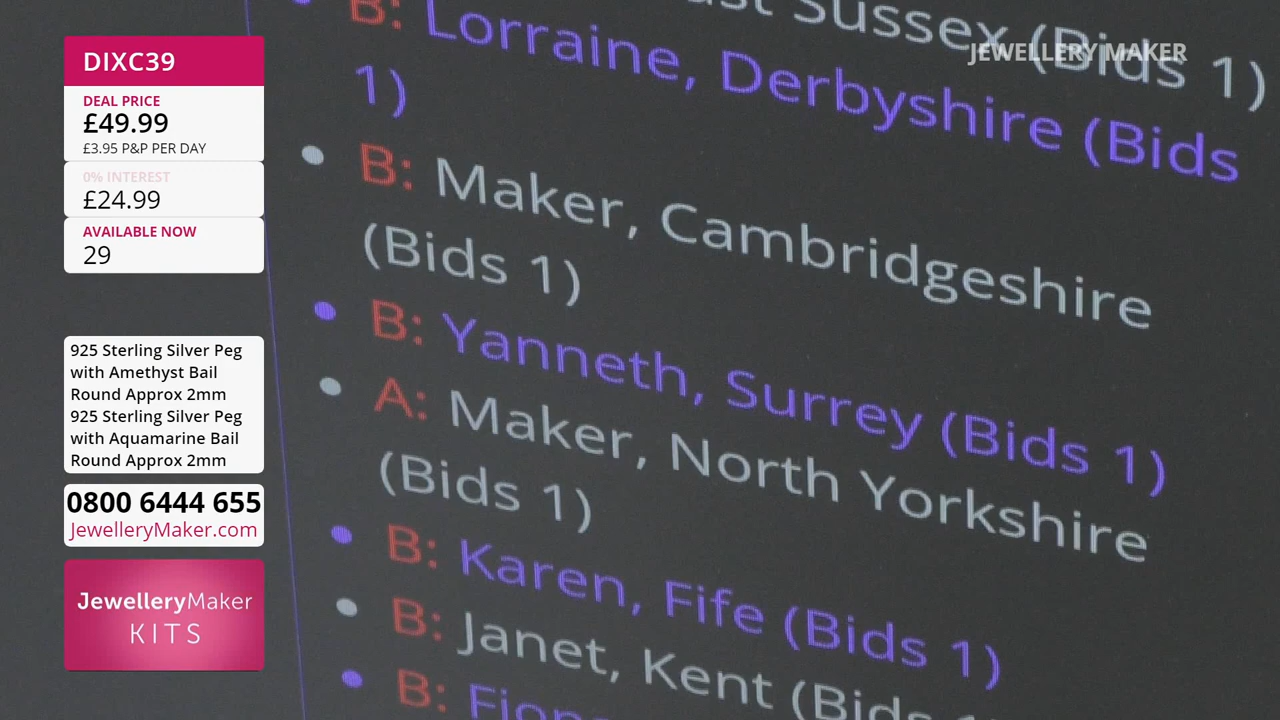 DIXC39
DEAL PRICE
£49.99
£3.95 P&P PER DAY
0% INTEREST
£24.99
AVAILABLE NOW
29
925 Sterling Silver Peg
with Amethyst Bail
Round Approx 2mm
925 Sterling Silver Peg
with Aquamarine Bail
Round Approx 2mm
0800 6444 655
JewelleryMaker.com
JewelleryMaker
KITS
JEWELLERY MAKER
Sussex (Bids 1)
B: Lorraine, Derbyshire (Bids
1)
B: Maker, Cambridgeshire
(Bids 1)
B: Yanneth, Surrey (Bids 1)
A: Maker, North Yorkshire
(Bids 1)
B: Karen, Fife (Bids 1)
B: Janet, Kent (Bids 1
B: